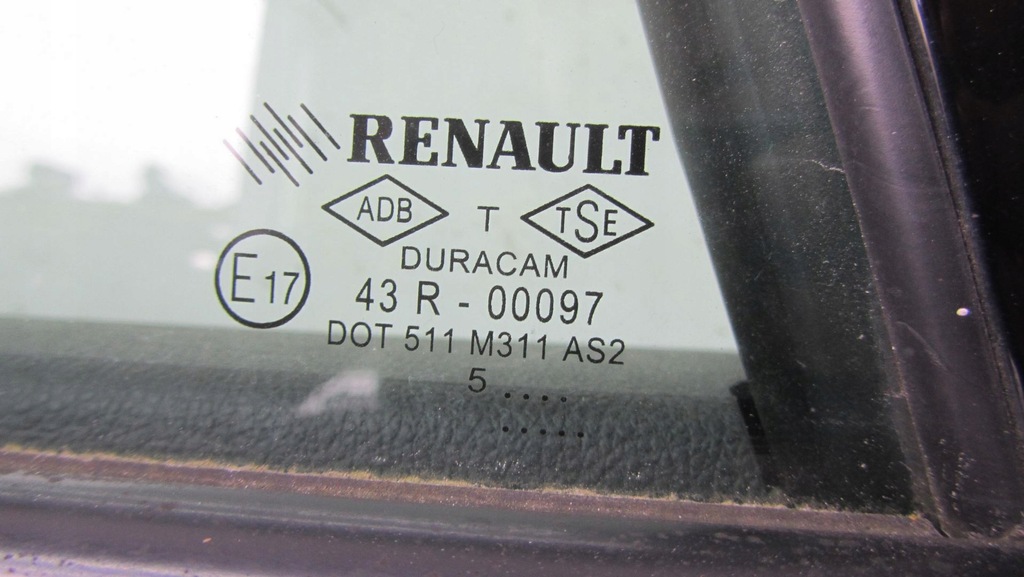 RENAULT
ADB T TSE
DURACAM
E17 43 R - 00097
DOT 511 M311 AS2
5 ....
.....